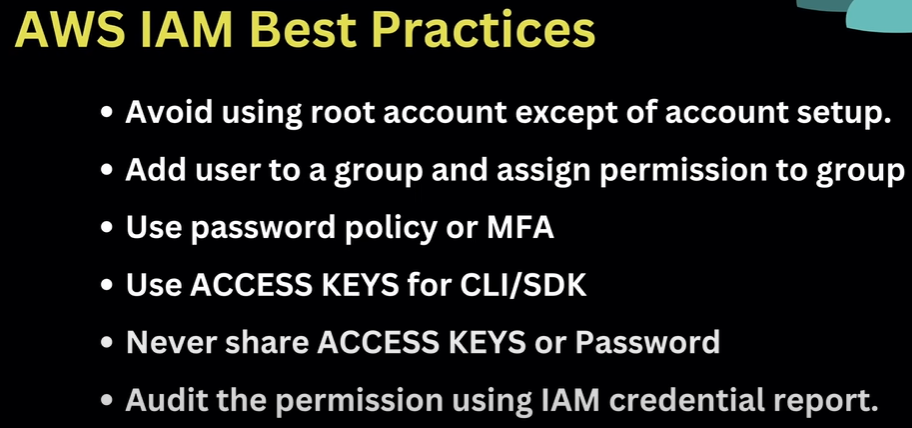 AWS IAM Best Practices
• Avoid using root account except of account setup.
• Add user to a group and assign permission to group
• Use password policy or MFA
• Use ACCESS KEYS for CLI/SDK
• Never share ACCESS KEYS or Password
• Audit the permission using IAM credential report.